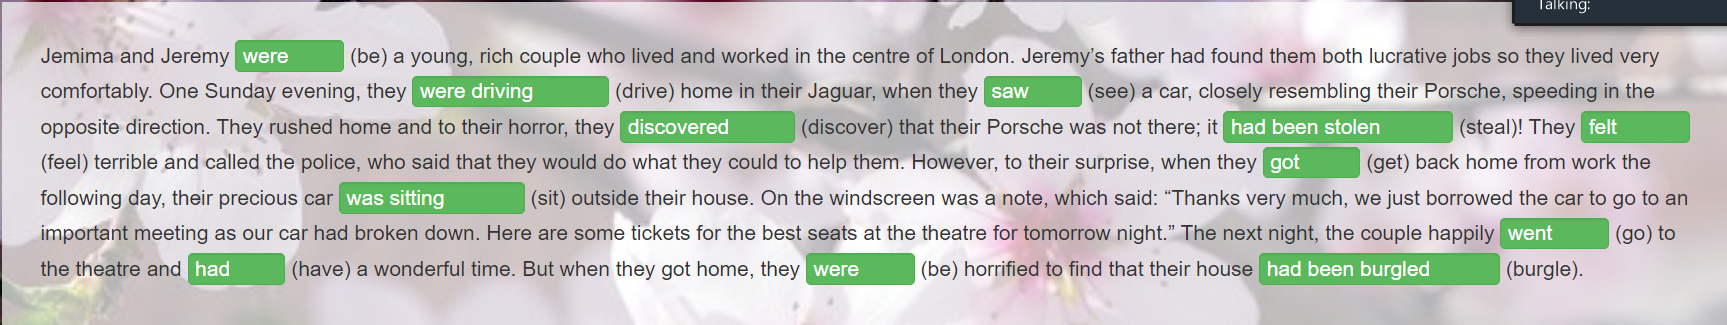 Talking:
Jemima and Jeremy were (be) a young, rich couple who lived and worked in the centre of London. Jeremy’s father had found them both lucrative jobs so they lived very
comfortably. One Sunday evening, they were driving (drive) home in their Jaguar, when they saw (see) a car, closely resembling their Porsche, speeding in the
opposite direction. They rushed home and to their horror, they discovered (discover) that their Porsche was not there; it had been stolen (steal)! They felt
(feel) terrible and called the police, who said that they would do what they could to help them. However, to their surprise, when they got (get) back home from work the
following day, their precious car was sitting (sit) outside their house. On the windscreen was a note, which said: “Thanks very much, we just borrowed the car to go to an
important meeting as our car had broken down. Here are some tickets for the best seats at the theatre for tomorrow night.” The next night, the couple happily went (go) to
the theatre and had (have) a wonderful time. But when they got home, they were (be) horrified to find that their house had been burgled (burgle).